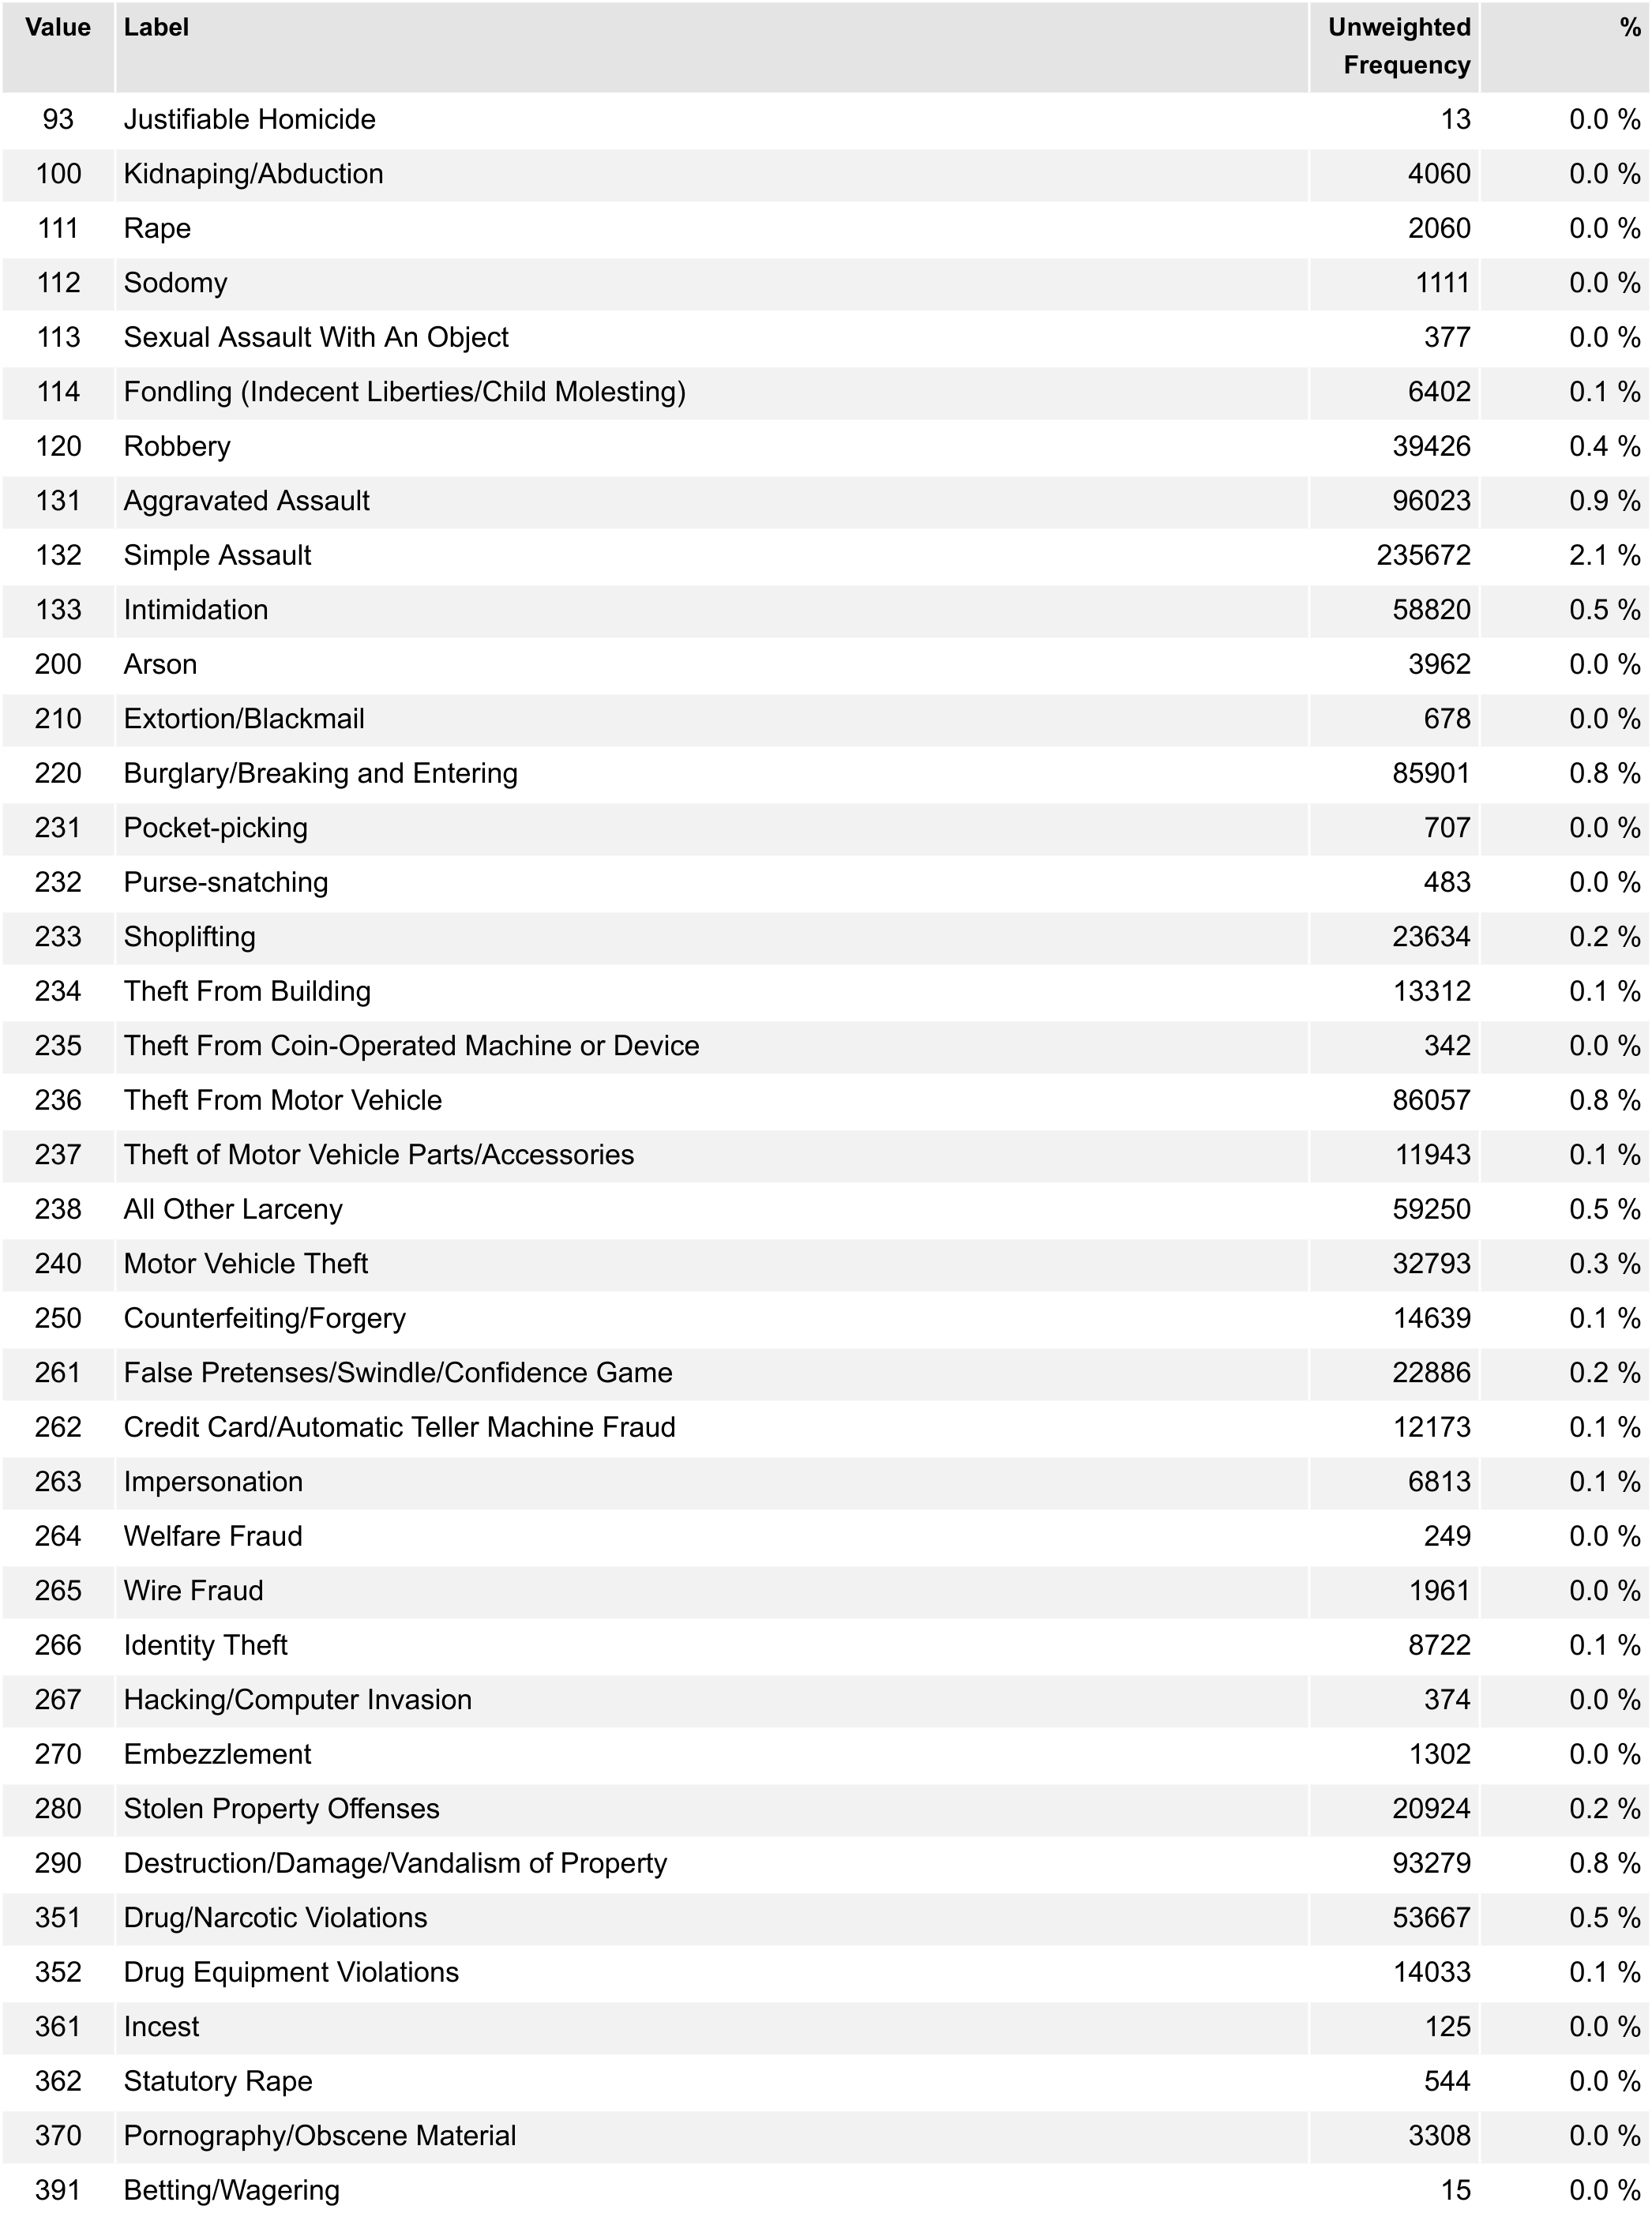 Value Label Unweighted Frequency %
93 Justifiable Homicide 13 0.0 %
100 Kidnaping/Abduction 4060 0.0 %
111 Rape 2060 0.0 %
112 Sodomy 1111 0.0 %
113 Sexual Assault With An Object 377 0.0 %
114 Fondling (Indecent Liberties/Child Molesting) 6402 0.1 %
120 Robbery 39426 0.4 %
131 Aggravated Assault 96023 0.9 %
132 Simple Assault 235672 2.1 %
133 Intimidation 58820 0.5 %
200 Arson 3962 0.0 %
210 Extortion/Blackmail 678 0.0 %
220 Burglary/Breaking and Entering 85901 0.8 %
231 Pocket-picking 707 0.0 %
232 Purse-snatching 483 0.0 %
233 Shoplifting 23634 0.2 %
234 Theft From Building 13312 0.1 %
235 Theft From Coin-Operated Machine or Device 342 0.0 %
236 Theft From Motor Vehicle 86057 0.8 %
237 Theft of Motor Vehicle Parts/Accessories 11943 0.1 %
238 All Other Larceny 59250 0.5 %
240 Motor Vehicle Theft 32793 0.3 %
250 Counterfeiting/Forgery 14639 0.1 %
261 False Pretenses/Swindle/Confidence Game 22886 0.2 %
262 Credit Card/Automatic Teller Machine Fraud 12173 0.1 %
263 Impersonation 6813 0.1 %
264 Welfare Fraud 249 0.0 %
265 Wire Fraud 1961 0.0 %
266 Identity Theft 8722 0.1 %
267 Hacking/Computer Invasion 374 0.0 %
270 Embezzlement 1302 0.0 %
280 Stolen Property Offenses 20924 0.2 %
290 Destruction/Damage/Vandalism of Property 93279 0.8 %
351 Drug/Narcotic Violations 53667 0.5 %
352 Drug Equipment Violations 14033 0.1 %
361 Incest 125 0.0 %
362 Statutory Rape 544 0.0 %
370 Pornography/Obscene Material 3308 0.0 %
391 Betting/Wagering 15 0.0 %